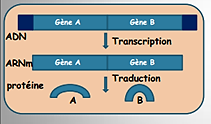 Gène A Gène B
ADN
Transcription
ARNm Gène A Gène B
protéine
Traduction
A B